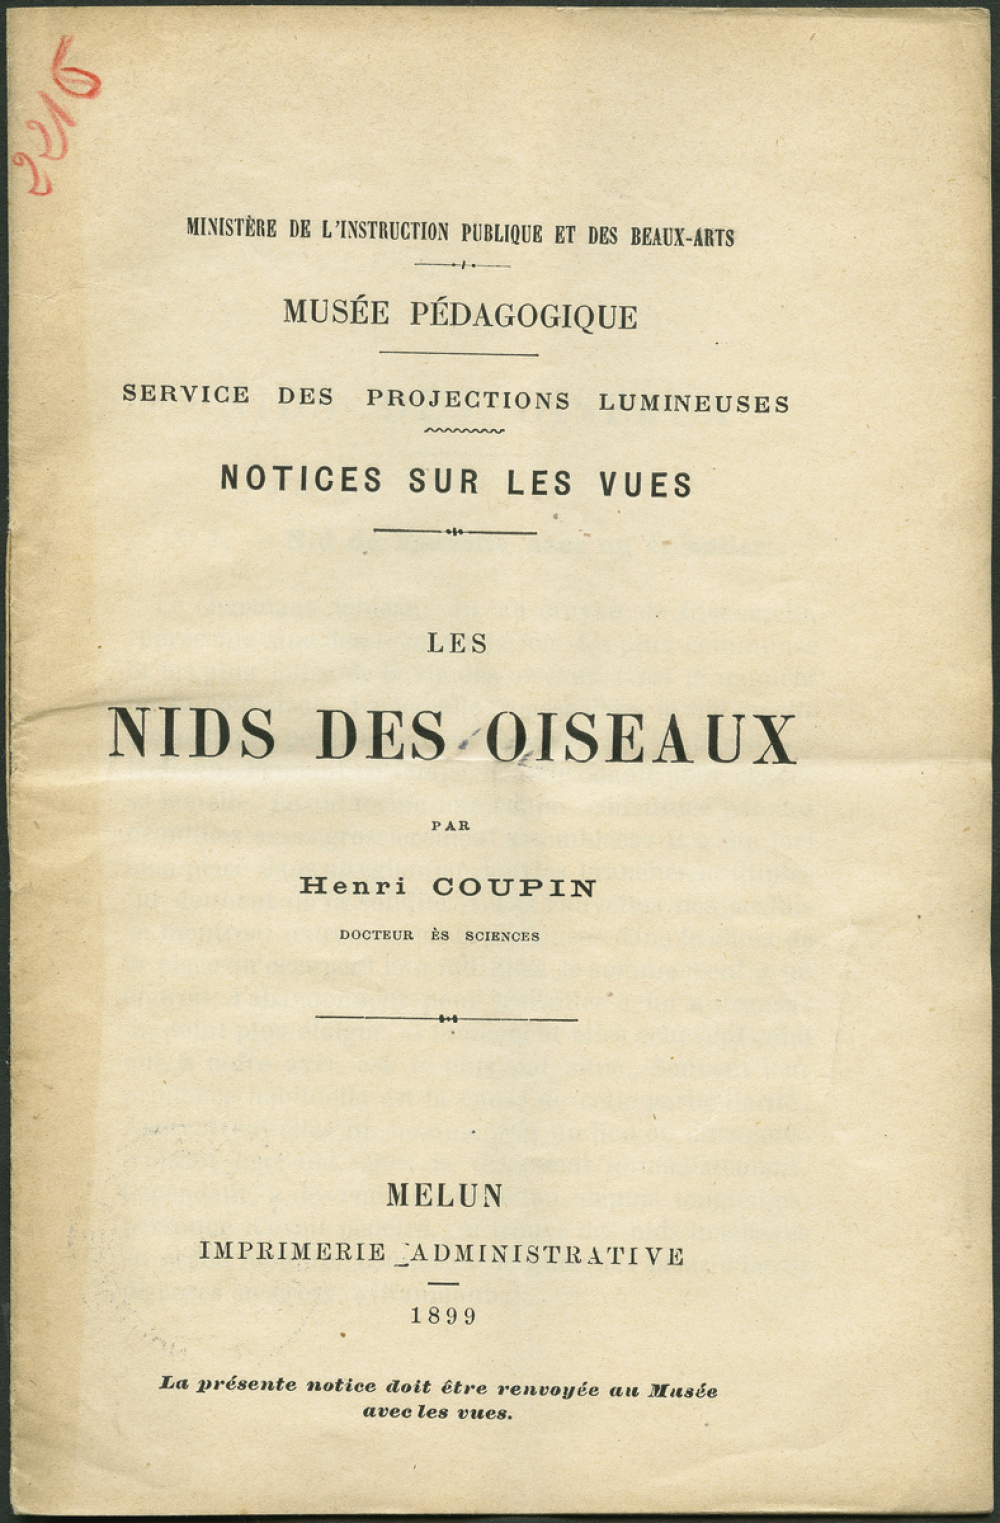 2216
MINISTÈRE DE L'INSTRUCTION PUBLIQUE ET DES BEAUX-ARTS
MUSÉE PÉDAGOGIQUE
SERVICE DES PROJECTIONS LUMINEUSES
NOTICES SUR LES VUES
LES
NIDS DES OISEAUX
PAR
Henri COUPIN
DOCTEUR ÈS SCIENCES
MELUN
IMPRIMERIE ADMINISTRATIVE
1899
La présente notice doit être renvoyée au Musée
avec les vues.